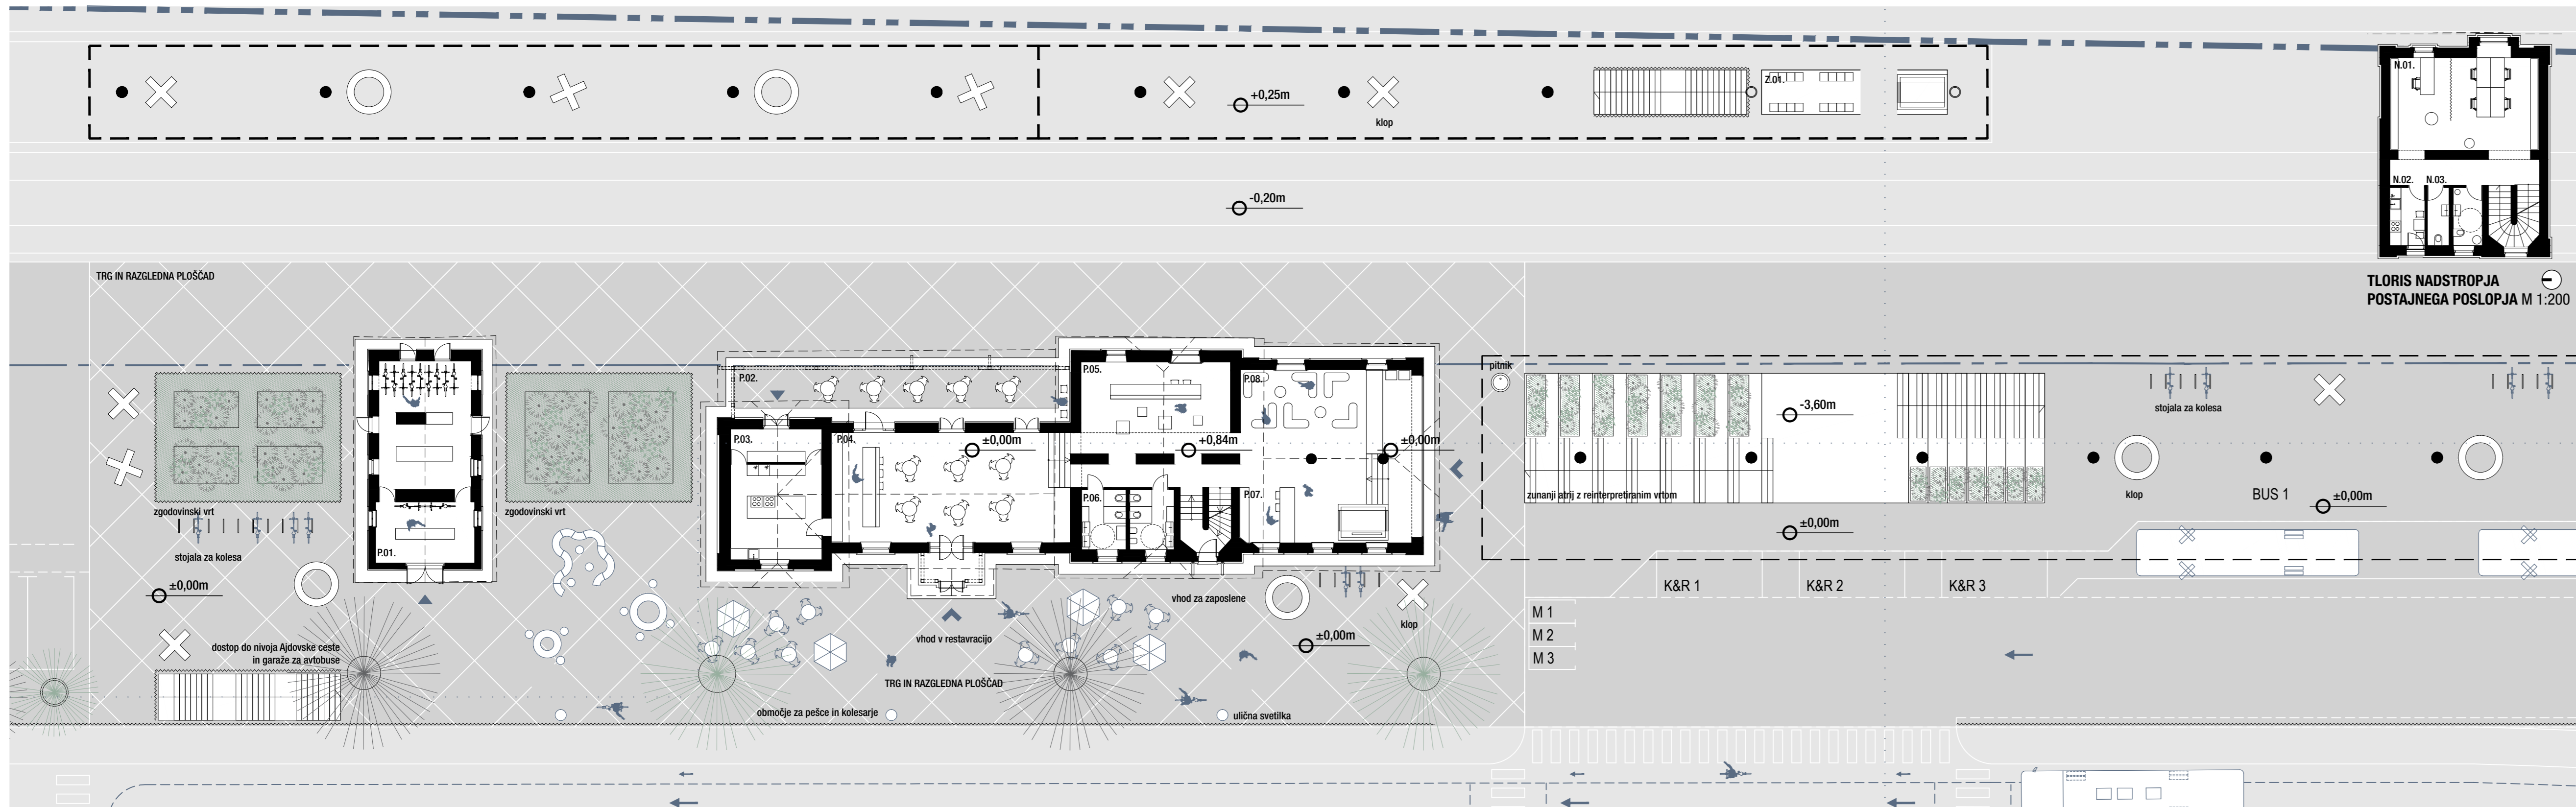 Z.01.
+0,25m
klop
-0,20m
N.01.
N.02.
N.03.
TLORIS NADSTROPJA
POSTAJNEGA POSLOPJA M 1:200
TRG IN RAZGLEDNA PLOŠČAD
P.02.
P.05.
P.08.
pitnik
P.03.
P.04.
±0,00m
+0,84m
±0,00m
-3,60m
stojala za kolesa
P.06.
P.07.
zunanji atrij z reinterpretiranim vrtom
klop
BUS 1
±0,00m
zgodovinski vrt
zgodovinski vrt
±0,00m
stojala za kolesa
P.01.
±0,00m
K&R 1
K&R 2
K&R 3
vhod za zaposlene
klop
M 1
M 2
M 3
vhod v restavracijo
±0,00m
dostop do nivoja Ajdovske ceste
in garaže za avtobuse
TRG IN RAZGLEDNA PLOŠČAD
območje za pešce in kolesarje
ulična svetilka